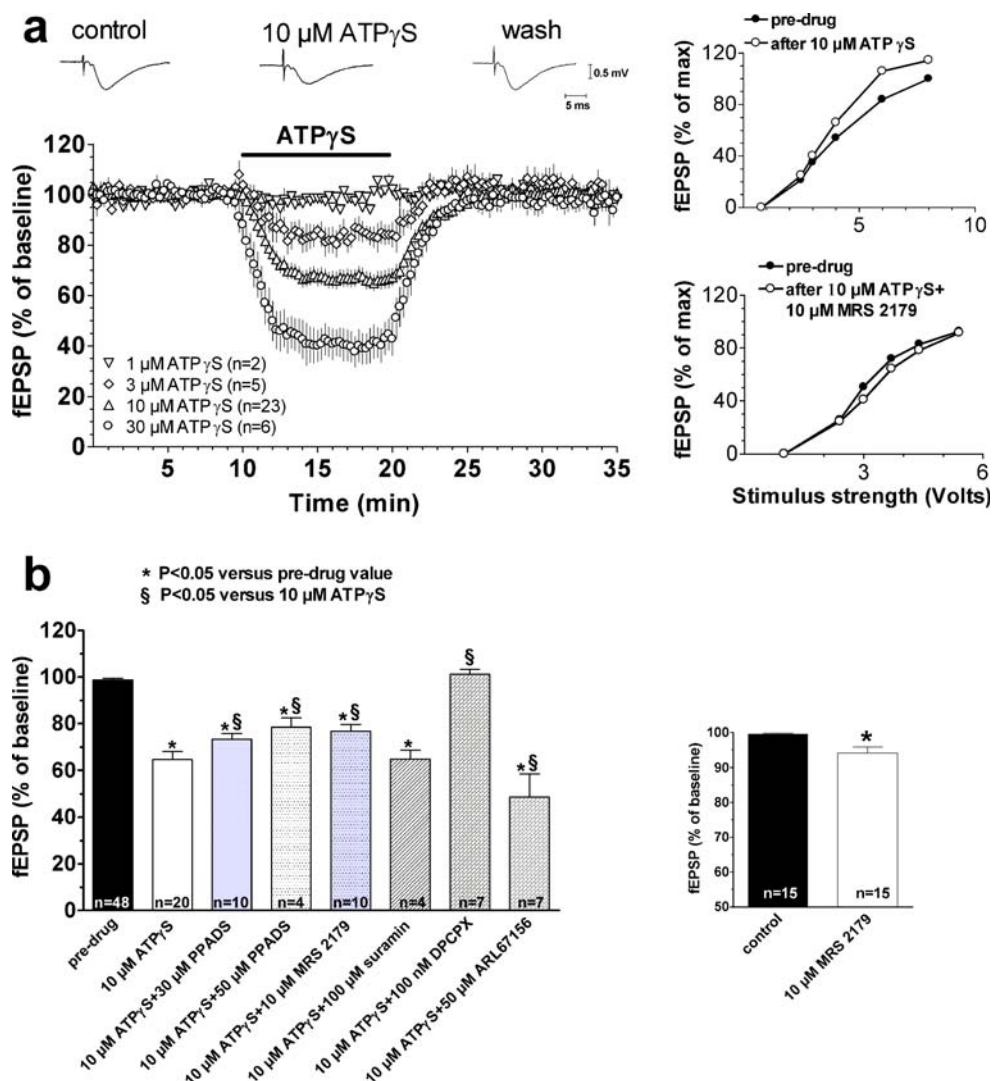 a
control
10 µM ATPγS
wash
0.5 mV
5 ms
ATPγS
120
100
80
60
40
20
0
fEPSP (% of baseline)
1 µM ATPγS (n=2)
3 µM ATPγS (n=5)
10 µM ATPγS (n=23)
30 µM ATPγS (n=6)
5 10 15 20 25 30 35
Time (min)
pre-drug
after 10 µM ATP γS
120
80
40
0
fEPSP (% of max)
5 10
pre-drug
after 10 µM ATP γS+
10 µM MRS 2179
120
80
40
0
fEPSP (% of max)
3 6
Stimulus strength (Volts)
b
* P<0.05 versus pre-drug value
§ P<0.05 versus 10 µM ATPγS
120
100
80
60
40
20
0
fEPSP (% of baseline)
* *§ *§ *§ * § *§
n=48 n=20 n=10 n=4 n=10 n=4 n=7 n=7
pre-drug
10 µM ATPγS
10 µM ATPγS+30 µM PPADS
10 µM ATPγS+50 µM PPADS
10 µM ATPγS+10 µM MRS 2179
10 µM ATPγS+100 µM suramin
10 µM ATPγS+100 nM DPCPX
10 µM ATPγS+50 µM ARL67156
100
95
90
85
80
75
70
65
60
55
50
fEPSP (% of baseline)
*
n=15 n=15
control
10 µM MRS 2179